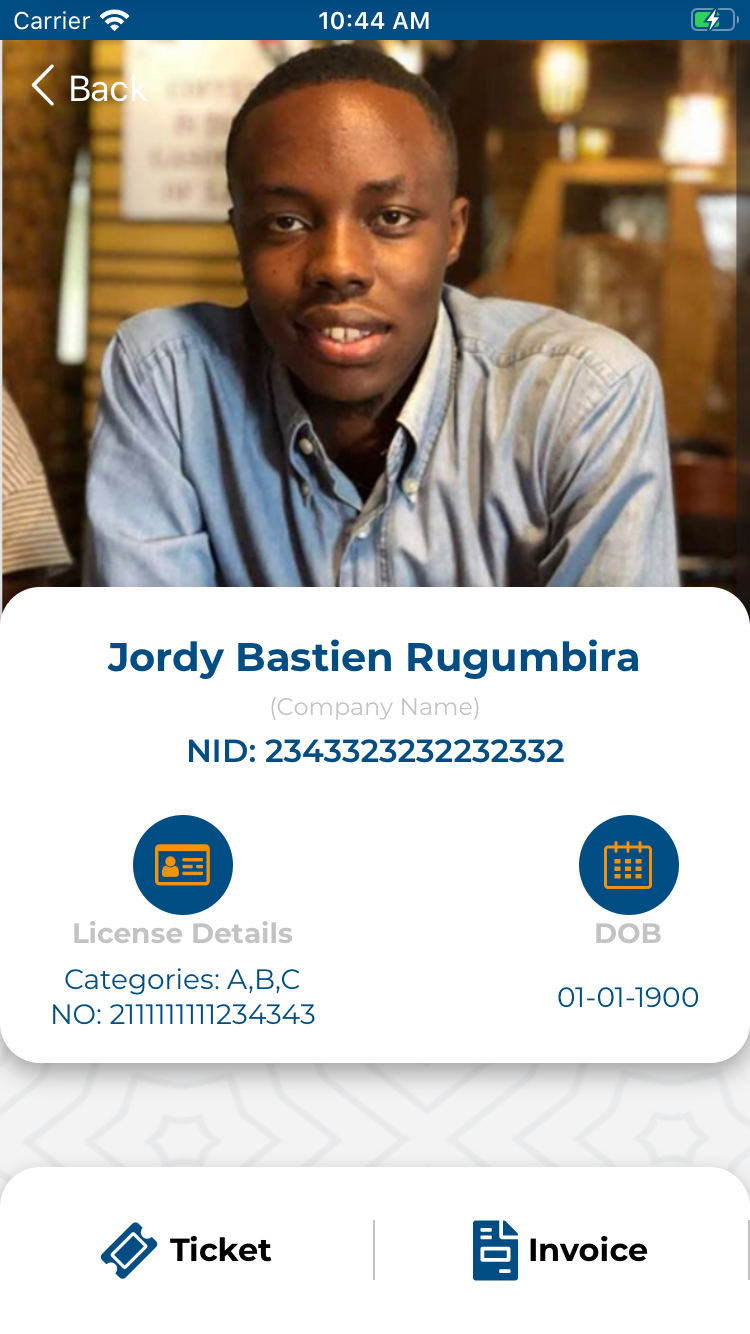 Carrier 10:44 AM
Back
Jordy Bastien Rugumbira
(Company Name)
NID: 2343323232232332
License Details
DOB
Categories: A,B,C
NO: 2111111111234343
01-01-1900
Ticket
Invoice